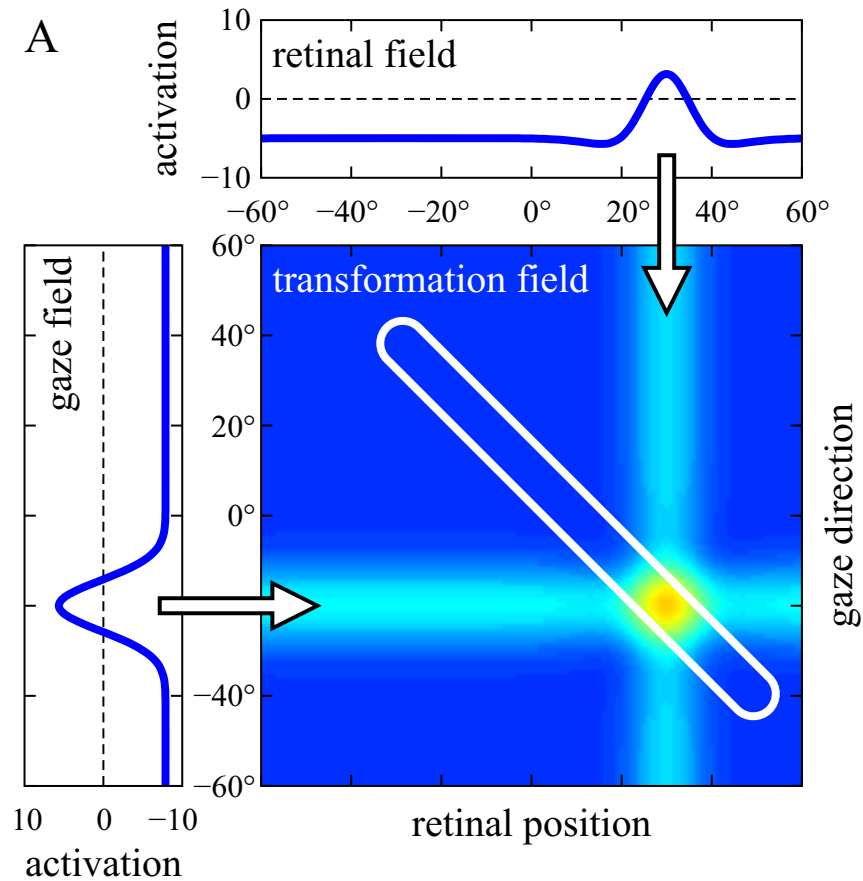 A
10
0
−10
activation
retinal field
−60° −40° −20° 0° 20° 40° 60°
gaze field
10 0 −10
activation
60°
40°
20°
0°
−20°
−40°
−60°
transformation field
retinal position
gaze direction